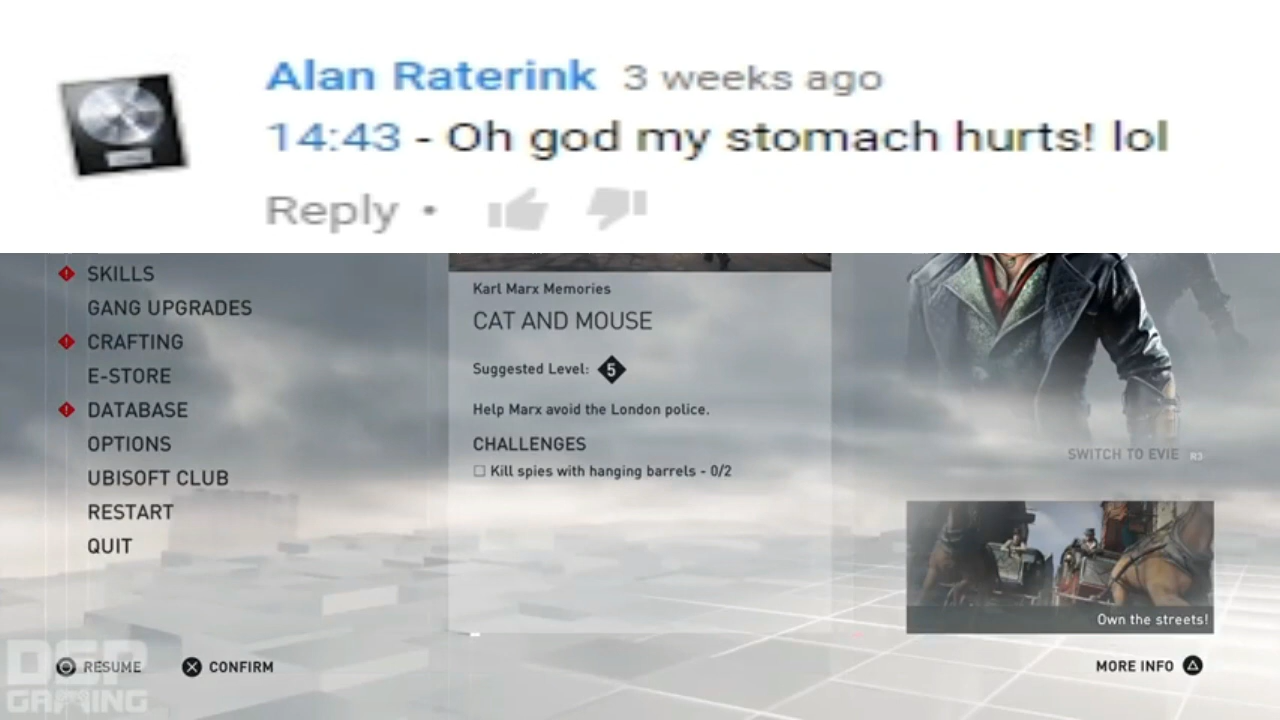 Alan Raterink 3 weeks ago
14:43 - Oh god my stomach hurts! lol
Reply •
SKILLS
GANG UPGRADES
CRAFTING
E-STORE
DATABASE
OPTIONS
UBISOFT CLUB
RESTART
QUIT
Karl Marx Memories
CAT AND MOUSE
Suggested Level: 5
Help Marx avoid the London police.
CHALLENGES
Kill spies with hanging barrels - 0/2
SWITCH TO EVIE R3
Own the streets!
DSP
GAMING
RESUME
CONFIRM
MORE INFO